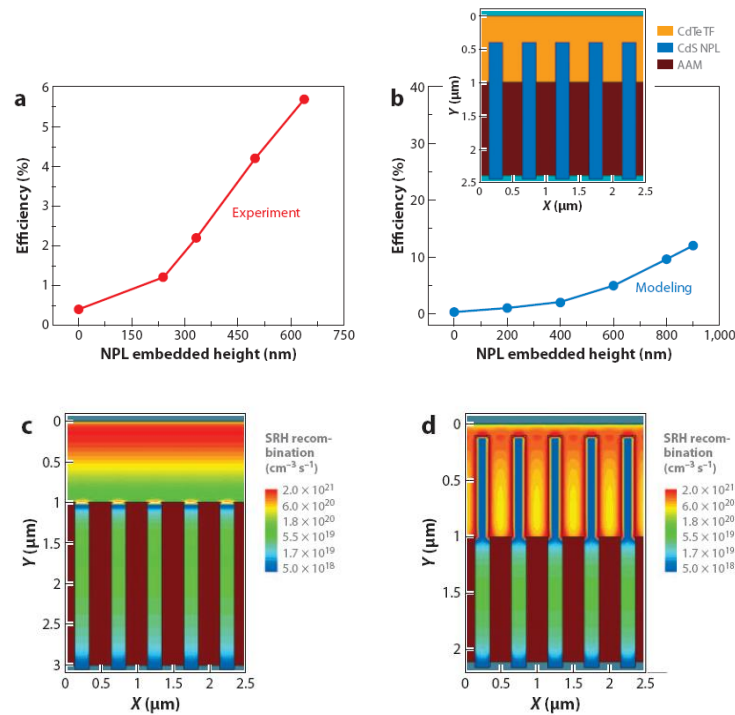 a
Efficiency (%)
6
5
4
3
2
1
0
Experiment
0
150
300
450
600
750
NPL embedded height (nm)
b
Efficiency (%)
40
30
20
10
0
Modeling
0
200
400
600
800
1,000
NPL embedded height (nm)
Y (μm)
0
0.5
1
1.5
2
2.5
0
0.5
1
1.5
2
2.5
X (μm)
CdTe TF
CdS NPL
AAM
c
Y (μm)
0
0.5
1
1.5
2
2.5
3
0
0.5
1
1.5
2
2.5
X (μm)
SRH recom-
bination
(cm⁻³ s⁻¹)
2.0 × 10²¹
6.0 × 10²⁰
1.8 × 10²⁰
5.5 × 10¹⁹
1.7 × 10¹⁹
5.0 × 10¹⁸
d
Y (μm)
0
0.5
1
1.5
2
0
0.5
1
1.5
2
2.5
X (μm)
SRH recom-
bination
(cm⁻³ s⁻¹)
2.0 × 10²¹
6.0 × 10²⁰
1.8 × 10²⁰
5.5 × 10¹⁹
1.7 × 10¹⁹
5.0 × 10¹⁸